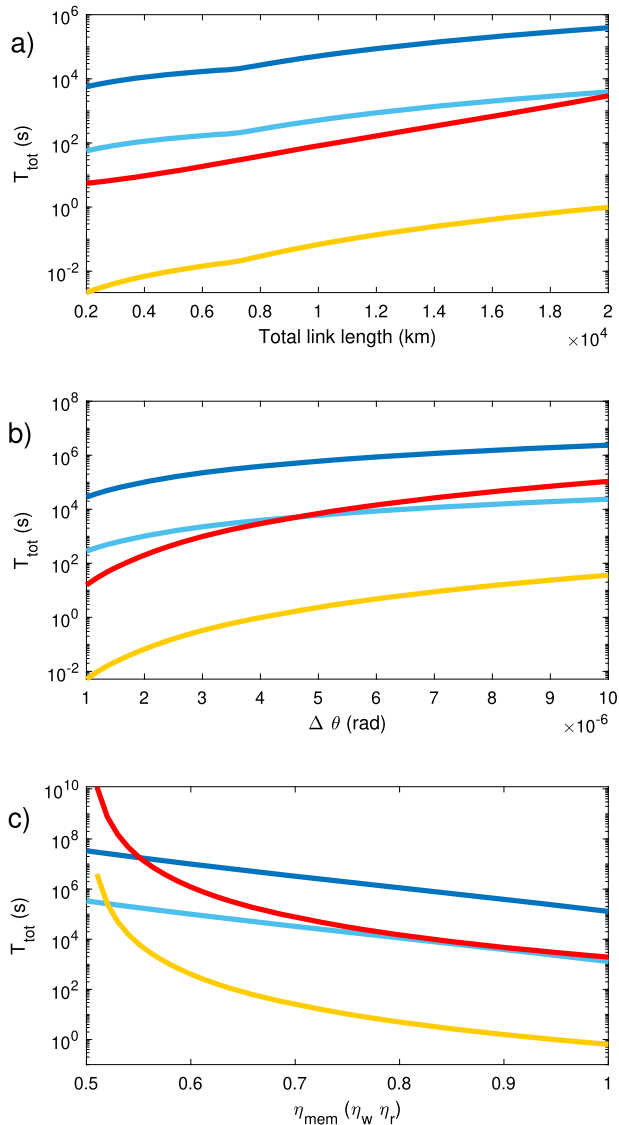 a)
10^6
10^4
10^2
10^0
10^-2
T_tot (s)
0.2 0.4 0.6 0.8 1 1.2 1.4 1.6 1.8 2
Total link length (km)
×10^4
b)
10^8
10^6
10^4
10^2
10^0
10^-2
T_tot (s)
1 2 3 4 5 6 7 8 9 10
Δ θ (rad)
×10^-6
c)
10^10
10^8
10^6
10^4
10^2
10^0
T_tot (s)
0.5 0.6 0.7 0.8 0.9 1
η_mem (η_w η_r)